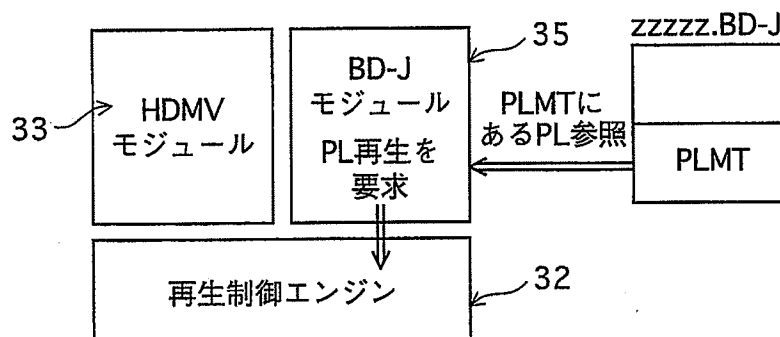 zzzzz.BD-J
35
33
HDMV
モジュール
BD-J
モジュール
PL再生を
要求
PLMTに
あるPL参照
PLMT
再生制御エンジン
32